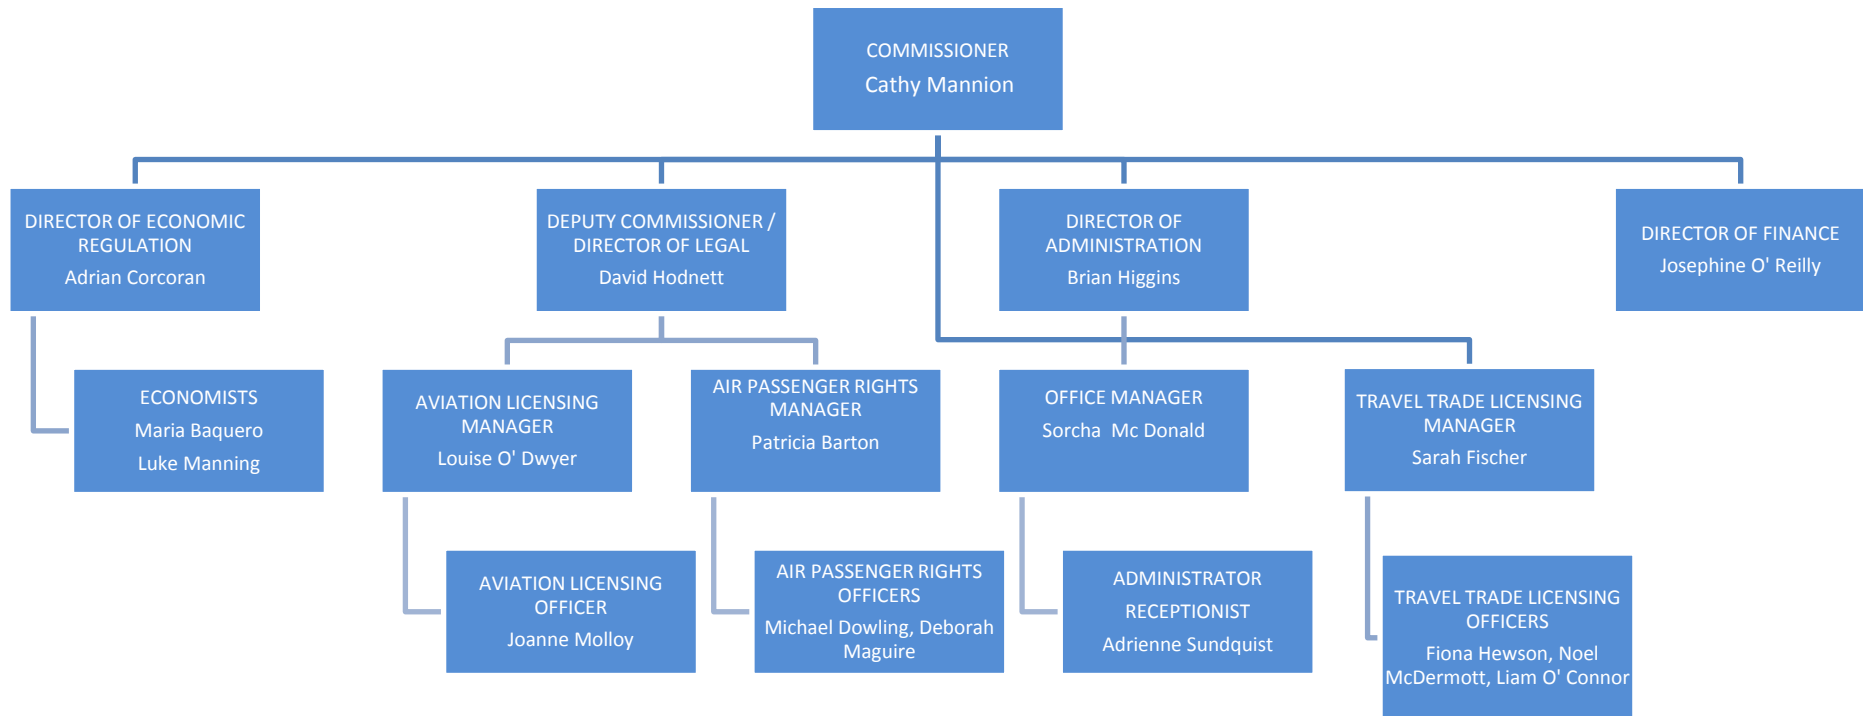 COMMISSIONER
Cathy Mannion
DIRECTOR OF ECONOMIC
REGULATION
Adrian Corcoran
DEPUTY COMMISSIONER /
DIRECTOR OF LEGAL
David Hodnett
DIRECTOR OF
ADMINISTRATION
Brian Higgins
DIRECTOR OF FINANCE
Josephine O' Reilly
ECONOMISTS
Maria Baquero
Luke Manning
AVIATION LICENSING
MANAGER
Louise O' Dwyer
AIR PASSENGER RIGHTS
MANAGER
Patricia Barton
OFFICE MANAGER
Sorcha  Mc Donald
TRAVEL TRADE LICENSING
MANAGER
Sarah Fischer
AVIATION LICENSING
OFFICER
Joanne Molloy
AIR PASSENGER RIGHTS
OFFICERS
Michael Dowling, Deborah
Maguire
ADMINISTRATOR
RECEPTIONIST
Adrienne Sundquist
TRAVEL TRADE LICENSING
OFFICERS
Fiona Hewson, Noel
McDermott, Liam O' Connor